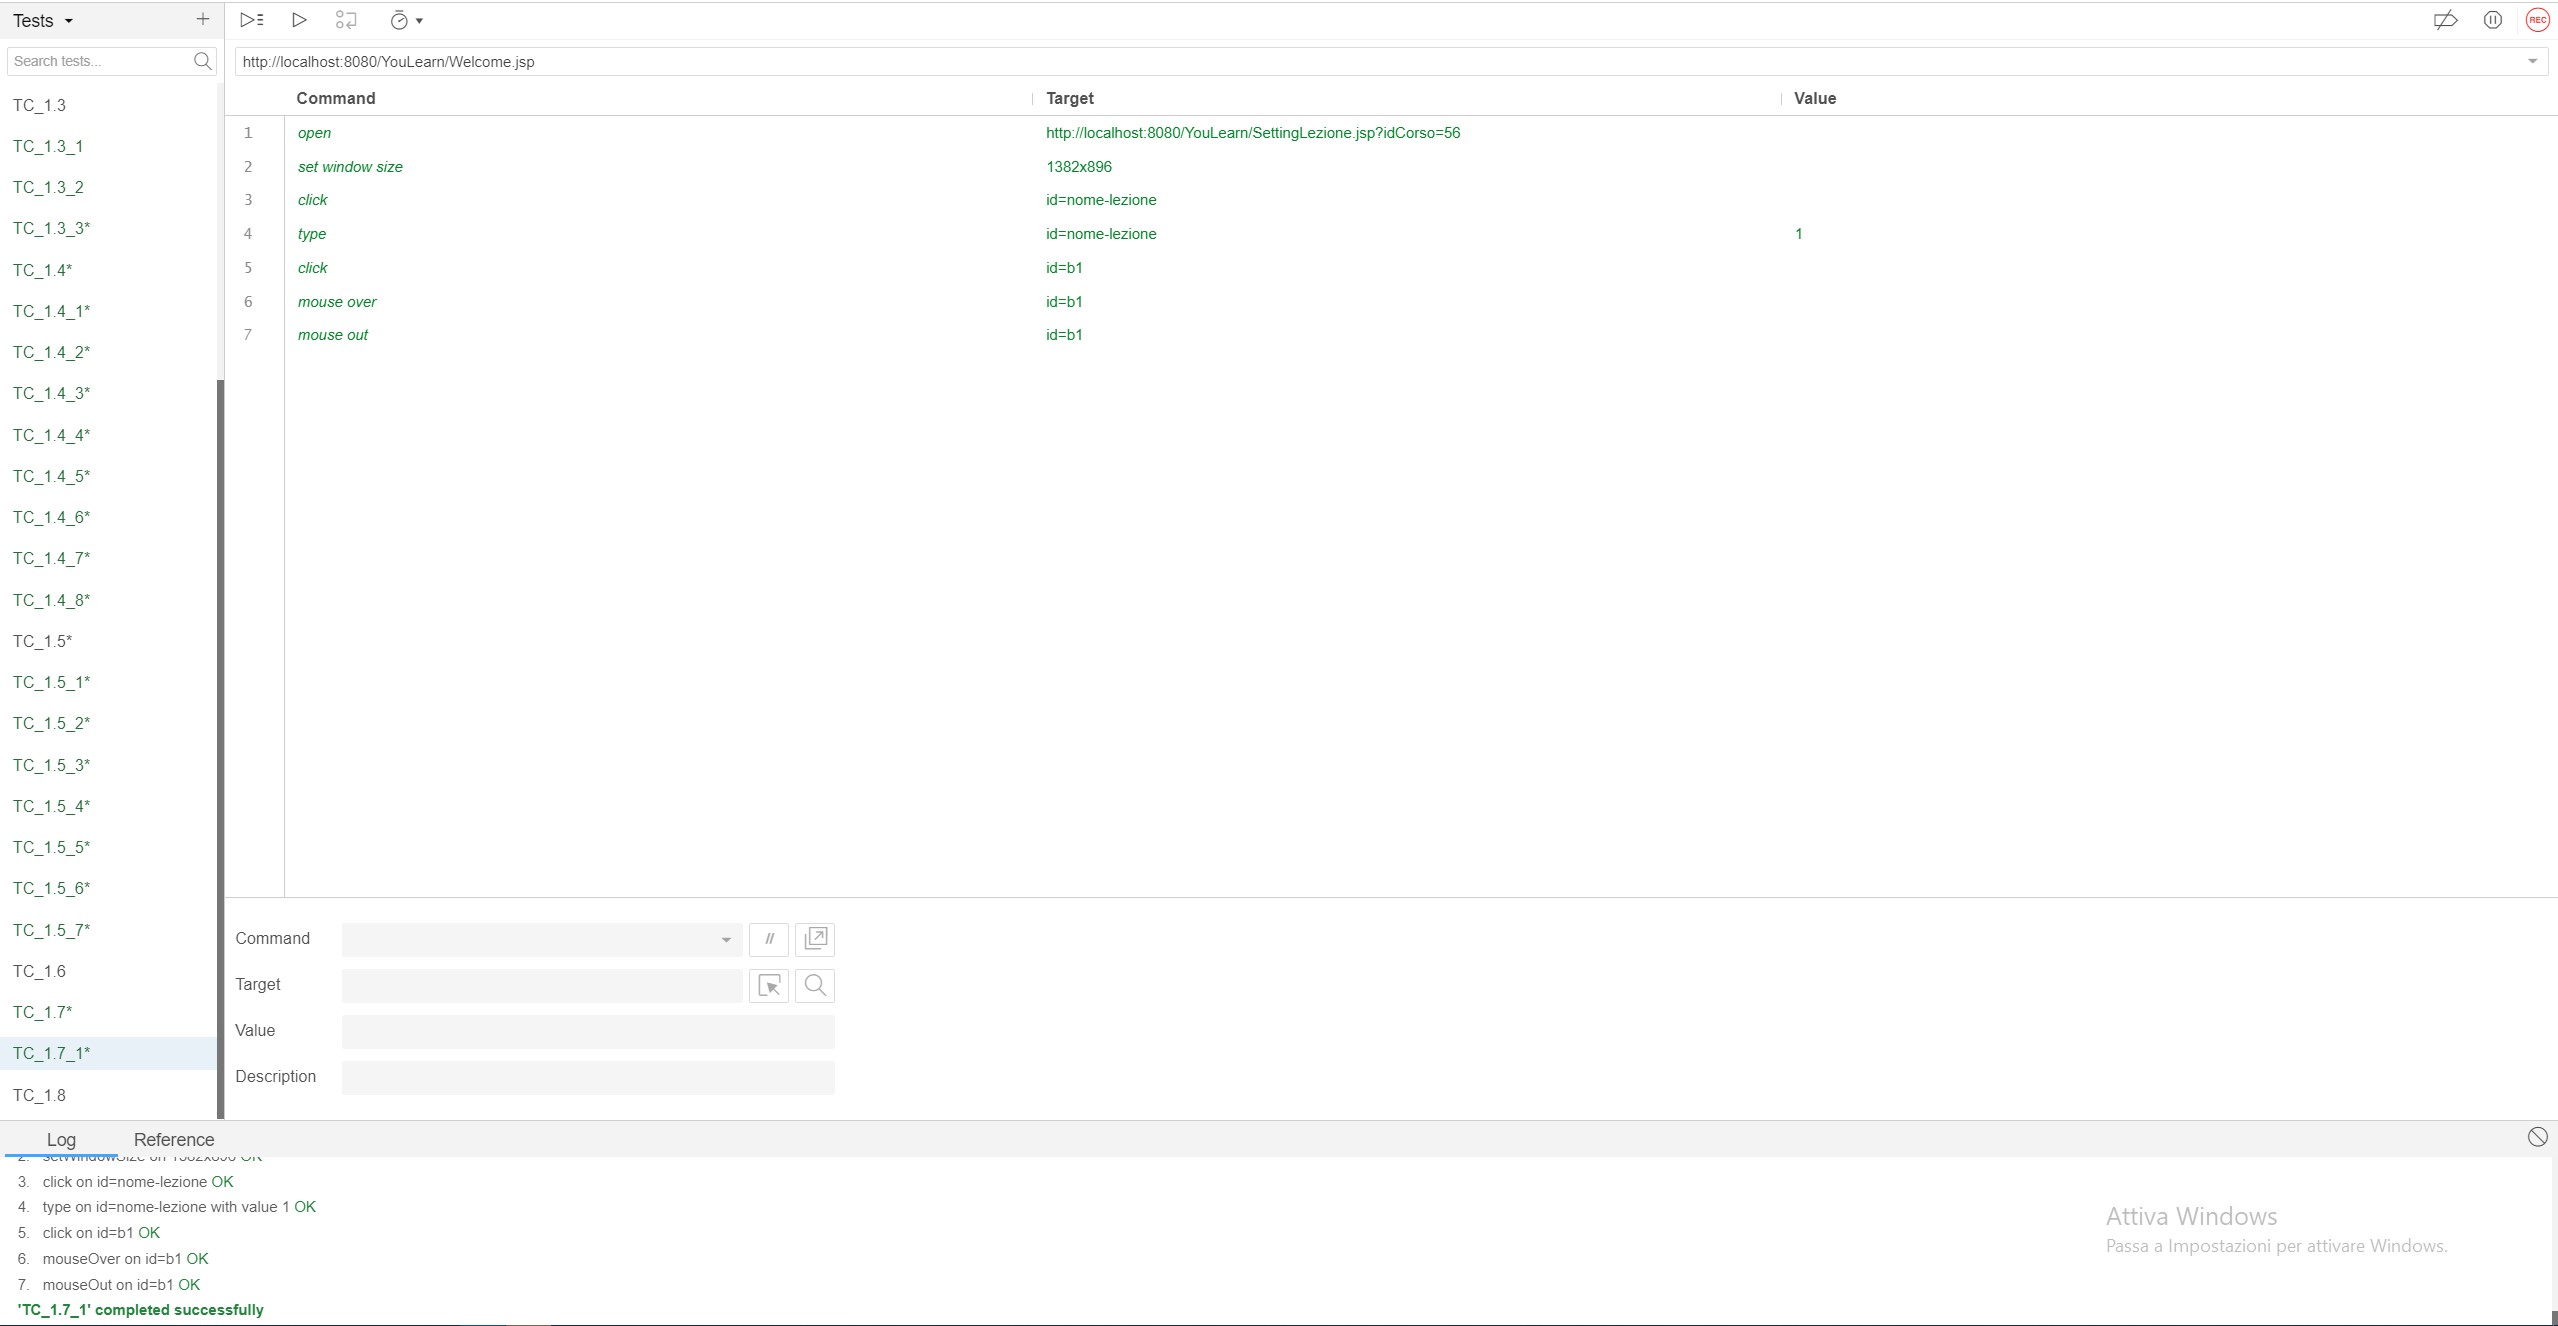 Tests
Search tests...
TC_1.3
TC_1.3_1
TC_1.3_2
TC_1.3_3*
TC_1.4*
TC_1.4_1*
TC_1.4_2*
TC_1.4_3*
TC_1.4_4*
TC_1.4_5*
TC_1.4_6*
TC_1.4_7*
TC_1.4_8*
TC_1.5*
TC_1.5_1*
TC_1.5_2*
TC_1.5_3*
TC_1.5_4*
TC_1.5_5*
TC_1.5_6*
TC_1.5_7*
TC_1.6
TC_1.7*
TC_1.7_1*
TC_1.8
REC
http://localhost:8080/YouLearn/Welcome.jsp
Command Target Value
1 open http://localhost:8080/YouLearn/SettingLezione.jsp?idCorso=56
2 set window size 1382x896
3 click id=nome-lezione
4 type id=nome-lezione 1
5 click id=b1
6 mouse over id=b1
7 mouse out id=b1
Command //
Target
Value
Description
Log Reference
2. setWindowSize on 1382x896 OK
3. click on id=nome-lezione OK
4. type on id=nome-lezione with value 1 OK
5. click on id=b1 OK
6. mouseOver on id=b1 OK
7. mouseOut on id=b1 OK
'TC_1.7_1' completed successfully
Attiva Windows
Passa a Impostazioni per attivare Windows.